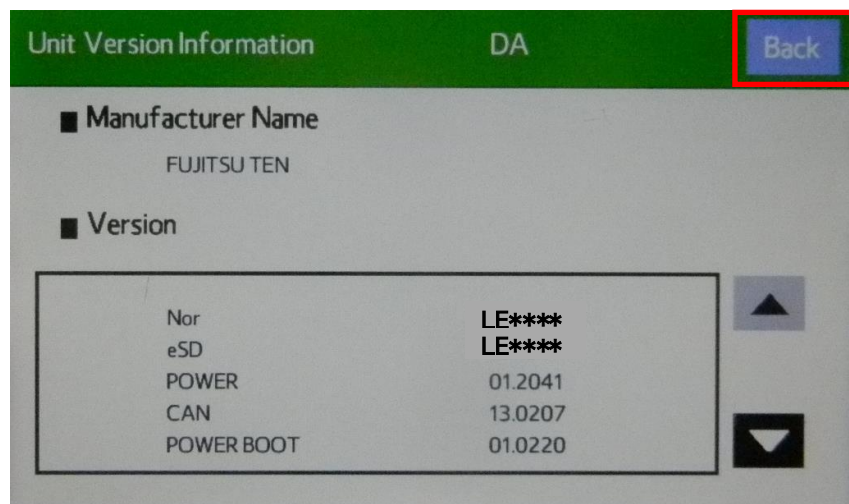 Unit Version Information DA Back
■ Manufacturer Name
FUJITSU TEN
■ Version
Nor LE****
eSD LE****
POWER 01.2041
CAN 13.0207
POWER BOOT 01.0220